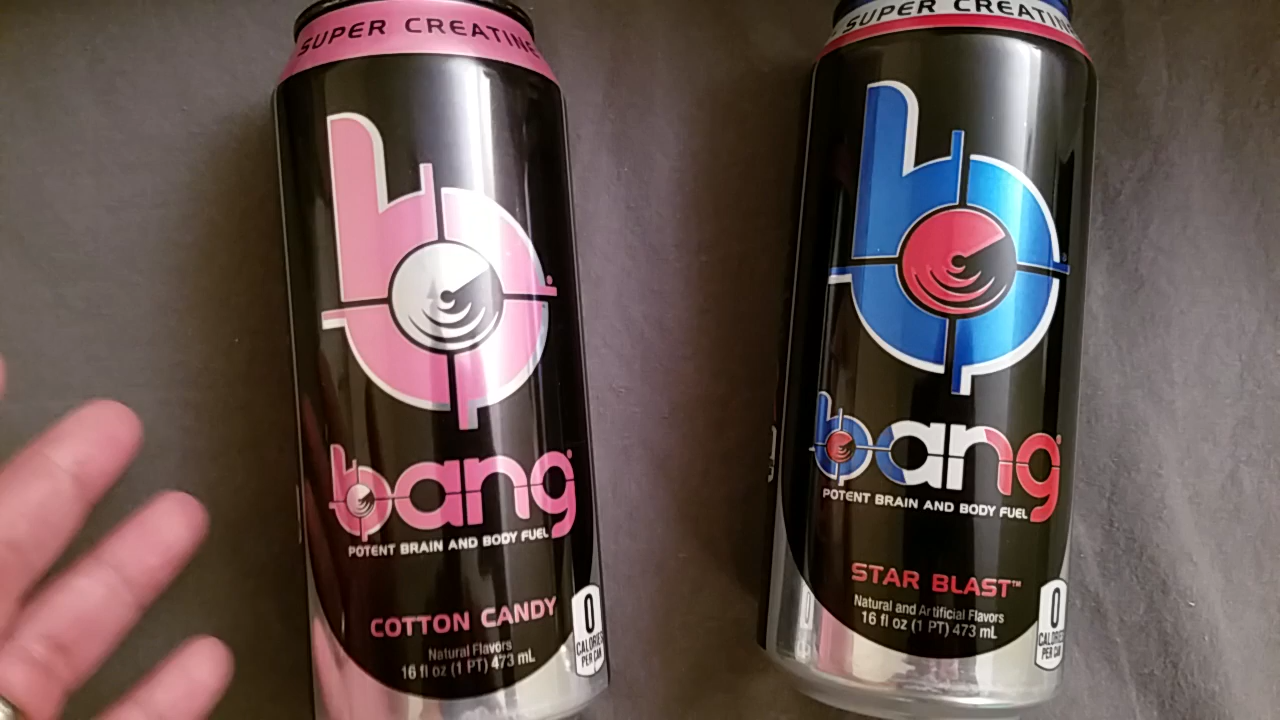 SUPER CREATINE
bang
POTENT BRAIN AND BODY FUEL
COTTON CANDY
Natural Flavors
16 fl oz (1 PT) 473 mL
0
CALORIES
PER CAN
SUPER CREATINE
bang
POTENT BRAIN AND BODY FUEL
STAR BLAST™
Natural and Artificial Flavors
16 fl oz (1 PT) 473 mL
0
CALORIES
PER CAN